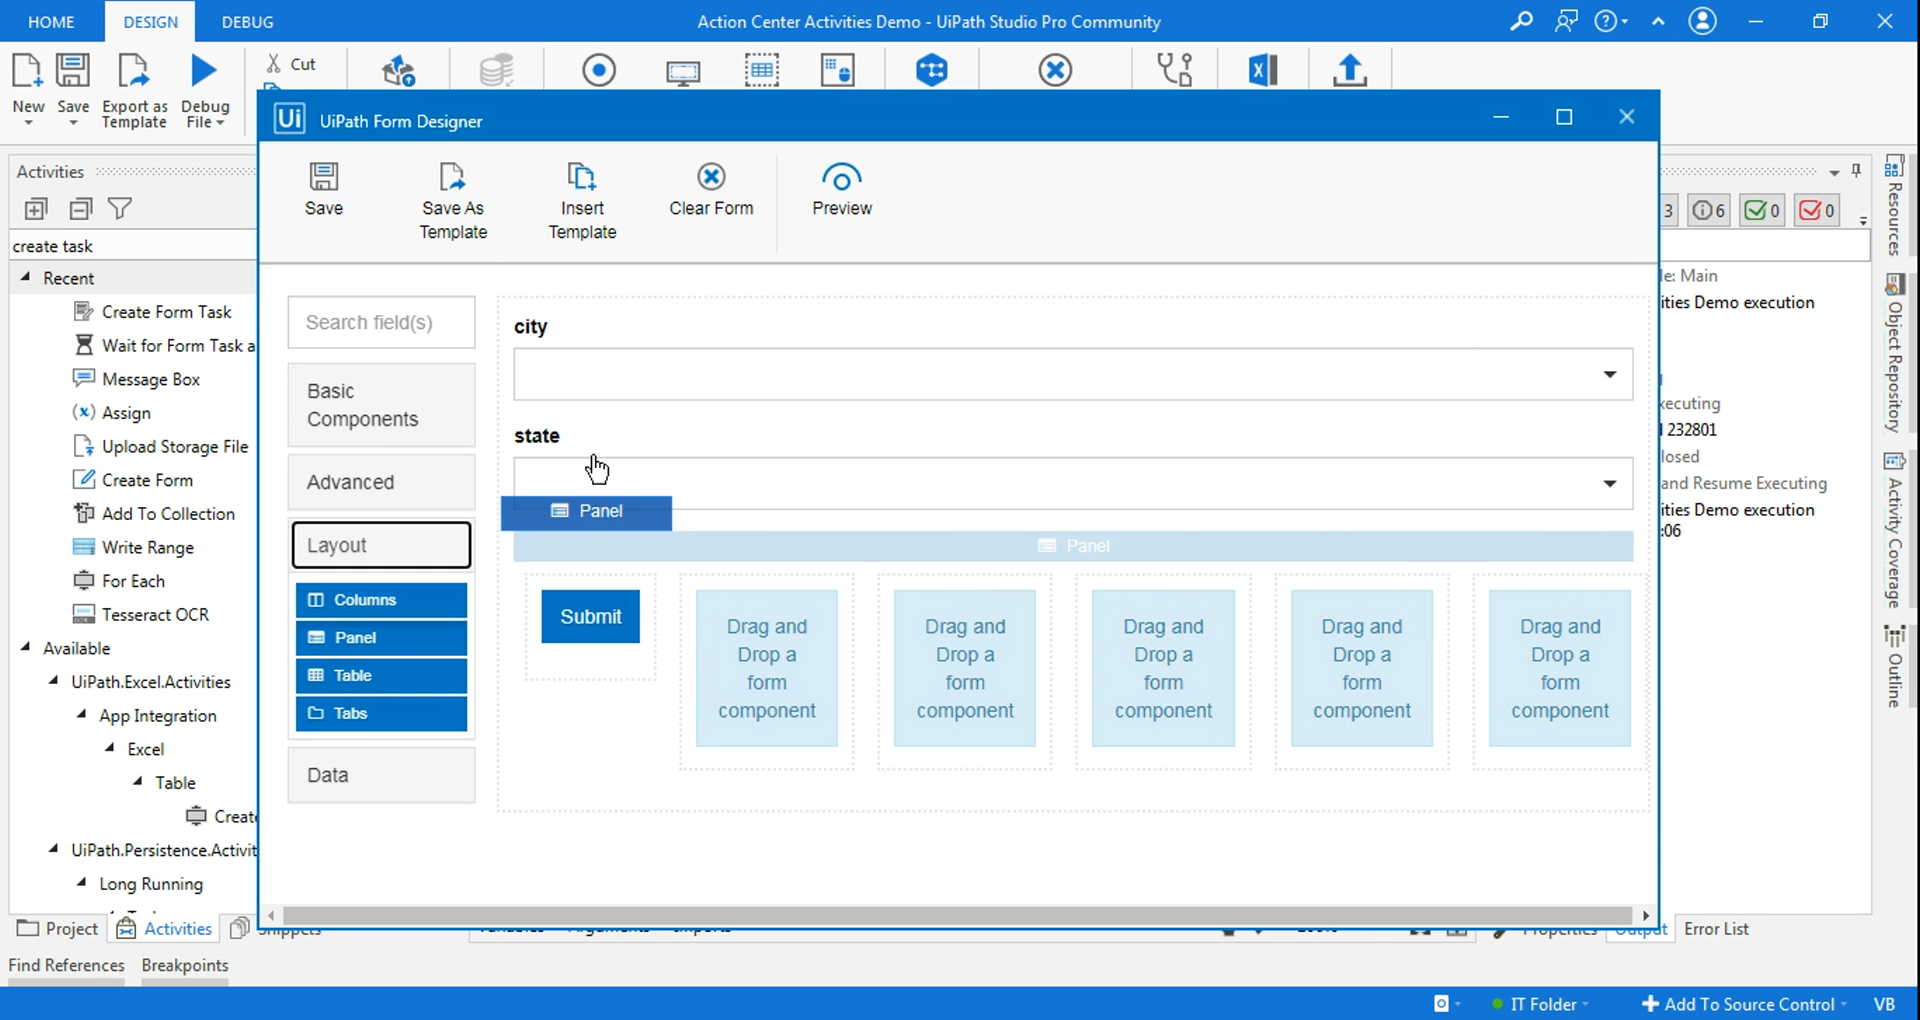 HOME DESIGN DEBUG Action Center Activities Demo - UiPath Studio Pro Community
New Save Export as Template Debug File Cut
Ui UiPath Form Designer
Activities
Save Save As Template Insert Template Clear Form Preview
3 6 0 0
create task
Recent
Create Form Task
Wait for Form Task a
Message Box
Assign
Upload Storage File
Create Form
Add To Collection
Write Range
For Each
Tesseract OCR
Available
UiPath.Excel.Activities
App Integration
Excel
Table
Create
UiPath.Persistence.Activit
Long Running
Search field(s)
Basic
Components
Advanced
Layout
Columns
Panel
Table
Tabs
Data
city
state
Panel
Panel
Submit
Drag and Drop a form component
Drag and Drop a form component
Drag and Drop a form component
Drag and Drop a form component
Drag and Drop a form component
le: Main
ities Demo execution
xecuting
232801
losed
and Resume Executing
ities Demo execution
:06
Resources
Object Repository
Activity Coverage
Outline
Project Activities Snippets
Properties Output Error List
Find References Breakpoints
IT Folder Add To Source Control VB